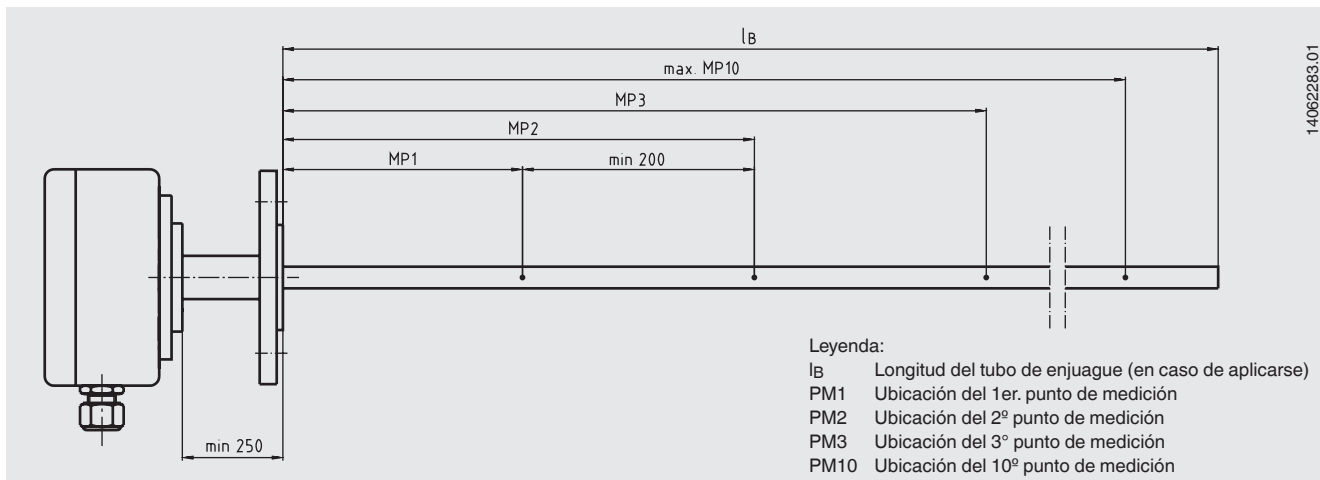 lB
max. MP10
MP3
MP2
MP1
min 200
min 250
14062283.01
Leyenda:
lB Longitud del tubo de enjuague (en caso de aplicarse)
PM1 Ubicación del 1er. punto de medición
PM2 Ubicación del 2º punto de medición
PM3 Ubicación del 3° punto de medición
PM10 Ubicación del 10º punto de medición